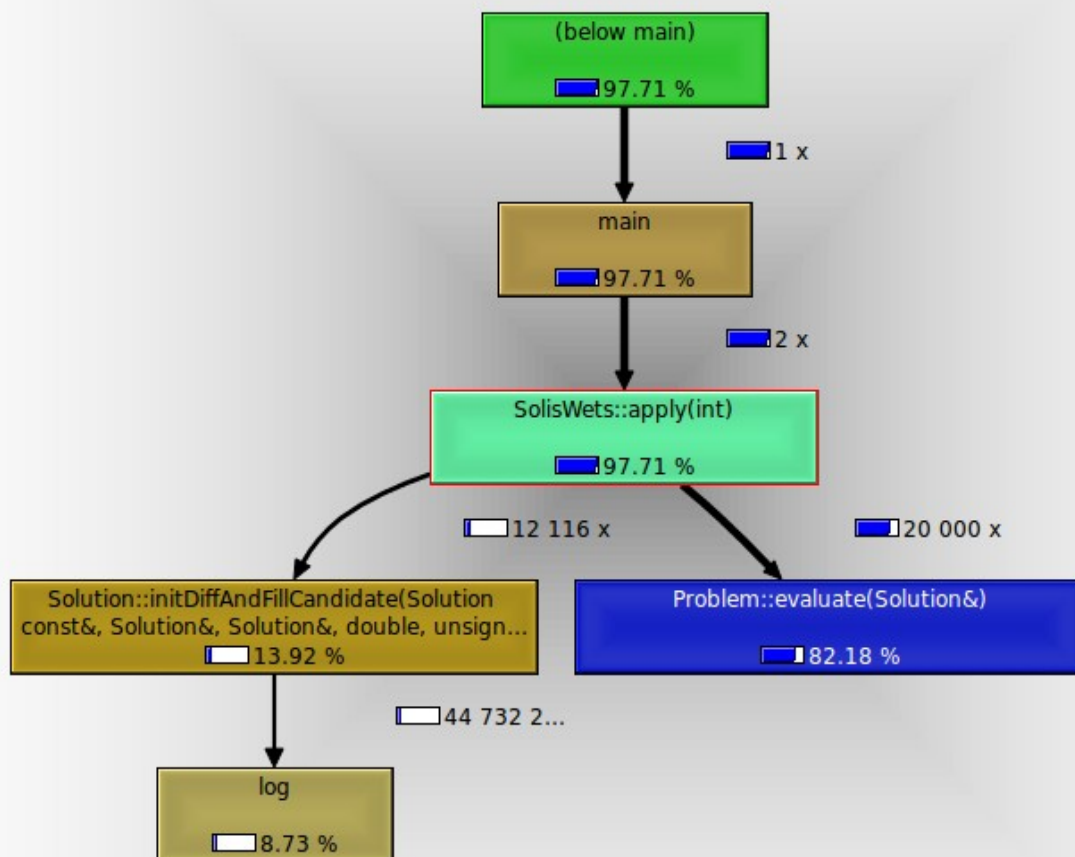 (below main)
97.71 %
1 x
main
97.71 %
2 x
SolisWets::apply(int)
97.71 %
12 116 x
20 000 x
Solution::initDiffAndFillCandidate(Solution
const&, Solution&, Solution&, double, unsign...
13.92 %
Problem::evaluate(Solution&)
82.18 %
44 732 2...
log
8.73 %